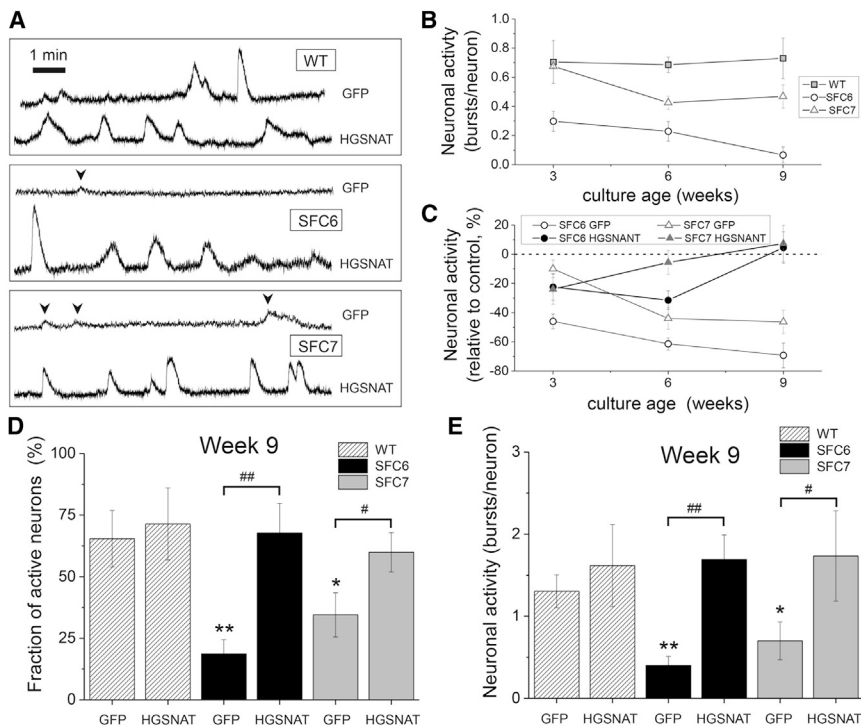 A
1 min
WT
GFP
HGSNAT
GFP
SFC6
HGSNAT
GFP
SFC7
HGSNAT
B
Neuronal activty
(bursts/neuron)
0.8
0.6
0.4
0.2
0.0
WT
SFC6
SFC7
3 6 9
culture age (weeks)
C
Neuronal activity
(relative to control, %)
20
0
-20
-40
-60
-80
SFC6 GFP SFC7 GFP
SFC6 HGSNANT SFC7 HGSNANT
3 6 9
culture age (weeks)
D
Week 9
Fraction of active neurons (%)
100
75
50
25
0
WT
SFC6
SFC7
##
#
**
*
GFP HGSNAT GFP HGSNAT GFP HGSNAT
E
Week 9
Neuronal activity (bursts/neuron)
3
2
1
0
WT
SFC6
SFC7
##
#
**
*
GFP HGSNAT GFP HGSNAT GFP HGSNAT